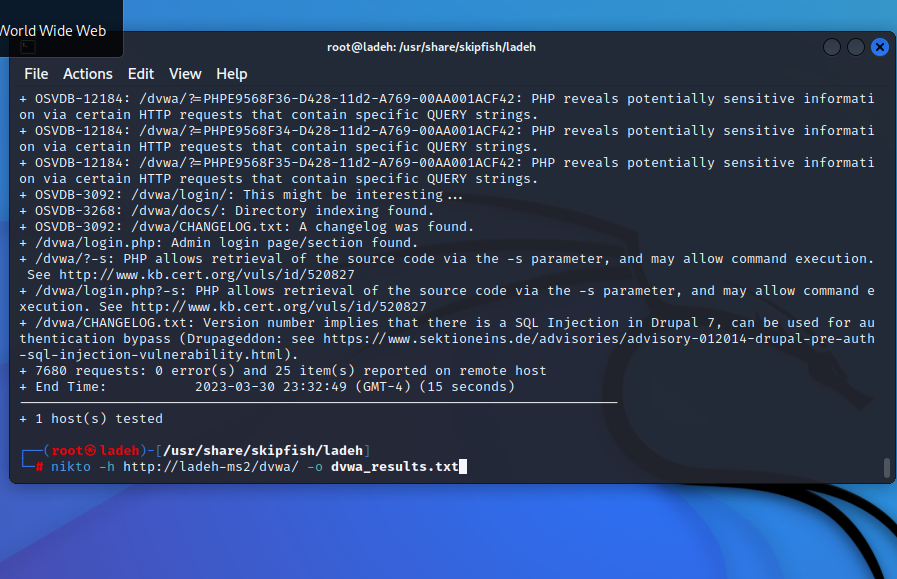 World Wide Web
root@ladeh: /usr/share/skipfish/ladeh
File Actions Edit View Help
+ OSVDB-12184: /dvwa/?=PHPE9568F36-D428-11d2-A769-00AA001ACF42: PHP reveals potentially sensitive informati
on via certain HTTP requests that contain specific QUERY strings.
+ OSVDB-12184: /dvwa/?=PHPE9568F34-D428-11d2-A769-00AA001ACF42: PHP reveals potentially sensitive informati
on via certain HTTP requests that contain specific QUERY strings.
+ OSVDB-12184: /dvwa/?=PHPE9568F35-D428-11d2-A769-00AA001ACF42: PHP reveals potentially sensitive informati
on via certain HTTP requests that contain specific QUERY strings.
+ OSVDB-3092: /dvwa/login/: This might be interesting...
+ OSVDB-3268: /dvwa/docs/: Directory indexing found.
+ OSVDB-3092: /dvwa/CHANGELOG.txt: A changelog was found.
+ /dvwa/login.php: Admin login page/section found.
+ /dvwa/?-s: PHP allows retrieval of the source code via the -s parameter, and may allow command execution.
See http://www.kb.cert.org/vuls/id/520827
+ /dvwa/login.php?-s: PHP allows retrieval of the source code via the -s parameter, and may allow command e
xecution. See http://www.kb.cert.org/vuls/id/520827
+ /dvwa/CHANGELOG.txt: Version number implies that there is a SQL Injection in Drupal 7, can be used for au
thentication bypass (Drupageddon: see https://www.sektioneins.de/advisories/advisory-012014-drupal-pre-auth
-sql-injection-vulnerability.html).
+ 7680 requests: 0 error(s) and 25 item(s) reported on remote host
+ End Time: 2023-03-30 23:32:49 (GMT-4) (15 seconds)
+ 1 host(s) tested
(root㉿ladeh)-[/usr/share/skipfish/ladeh]
# nikto -h http://ladeh-ms2/dvwa/ -o dvwa_results.txt